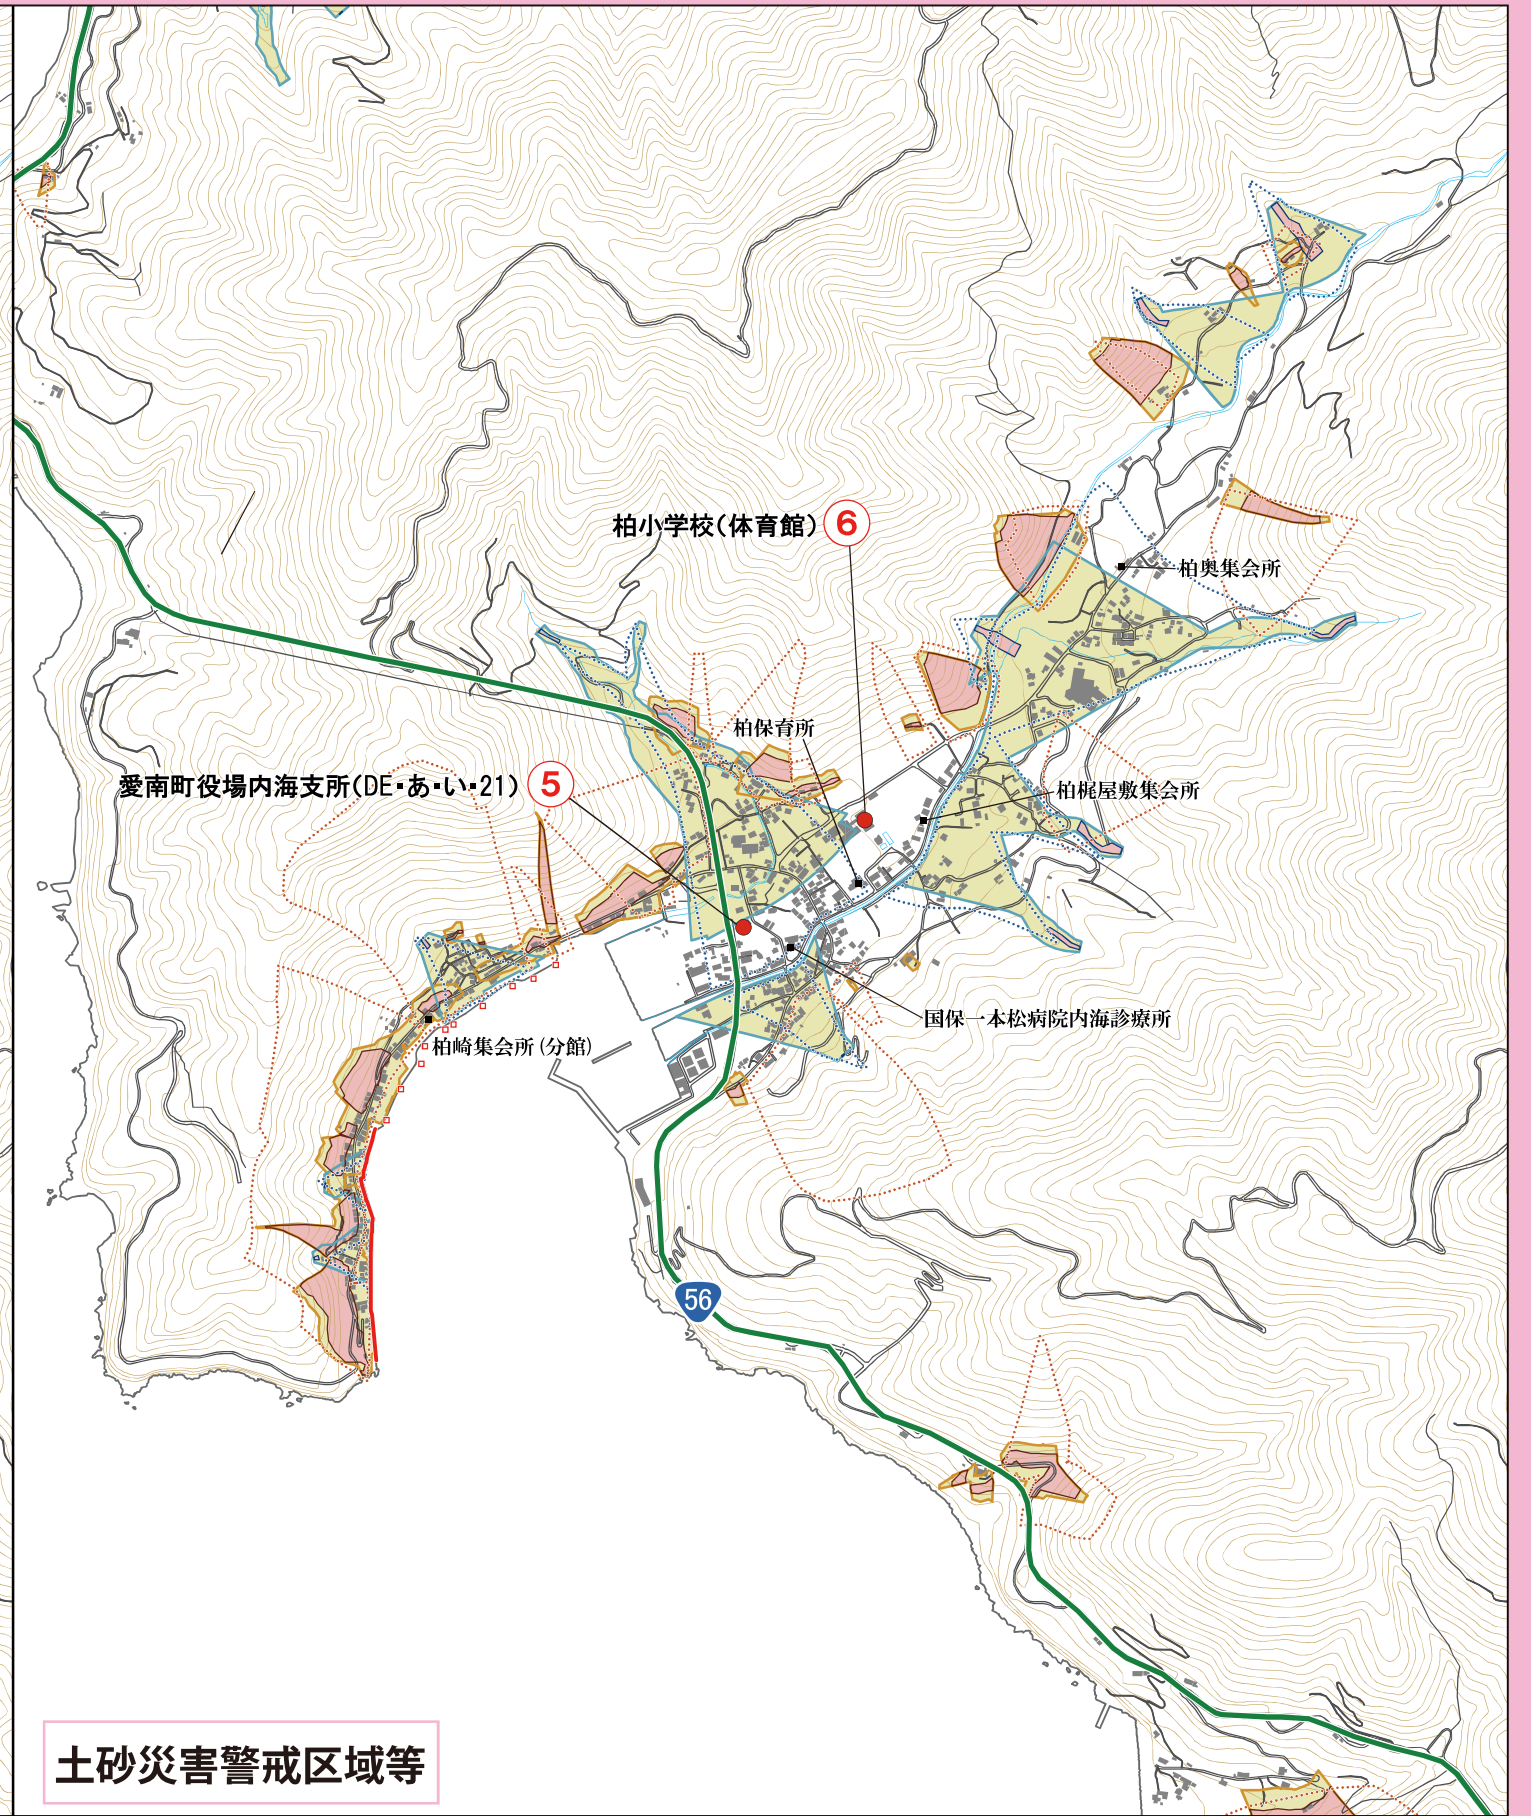 柏小学校(体育館) 6
柏奥集会所
柏保育所
愛南町役場内海支所(DE・あ・い・21) 5
柏梶屋敷集会所
国保一本松病院内海診療所
柏崎集会所(分館)
56
土砂災害警戒区域等